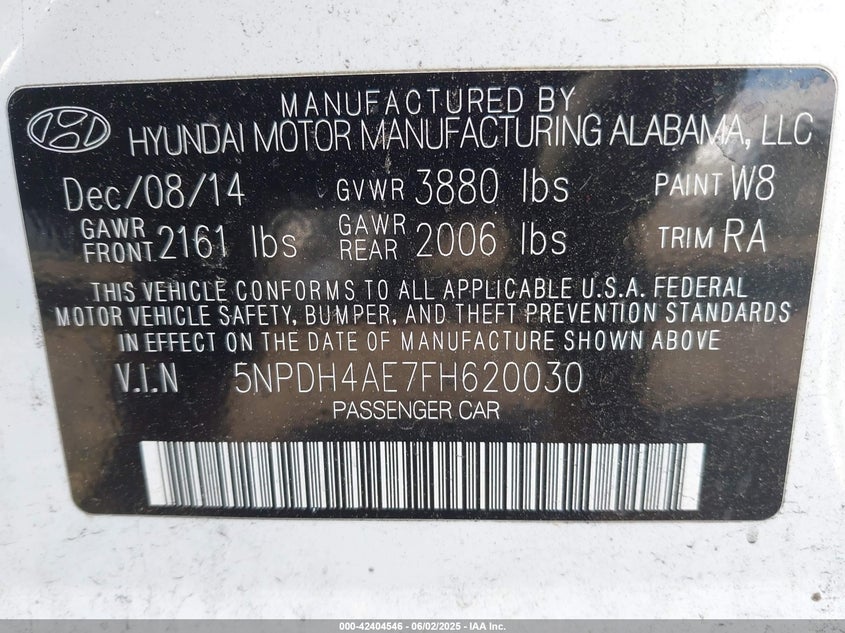 MANUFACTURED BY
HYUNDAI MOTOR MANUFACTURING ALABAMA, LLC
Dec/08/14 GVWR 3880 lbs PAINT W8
GAWR FRONT 2161 lbs GAWR REAR 2006 lbs TRIM RA
THIS VEHICLE CONFORMS TO ALL APPLICABLE U.S.A. FEDERAL
MOTOR VEHICLE SAFETY, BUMPER, AND THEFT PREVENTION STANDARDS
IN EFFECT ON THE DATE OF MANUFACTURE SHOWN ABOVE
V.I.N 5NPDH4AE7FH620030
PASSENGER CAR
000-42404546 - 06/02/2025 - IAA Inc.